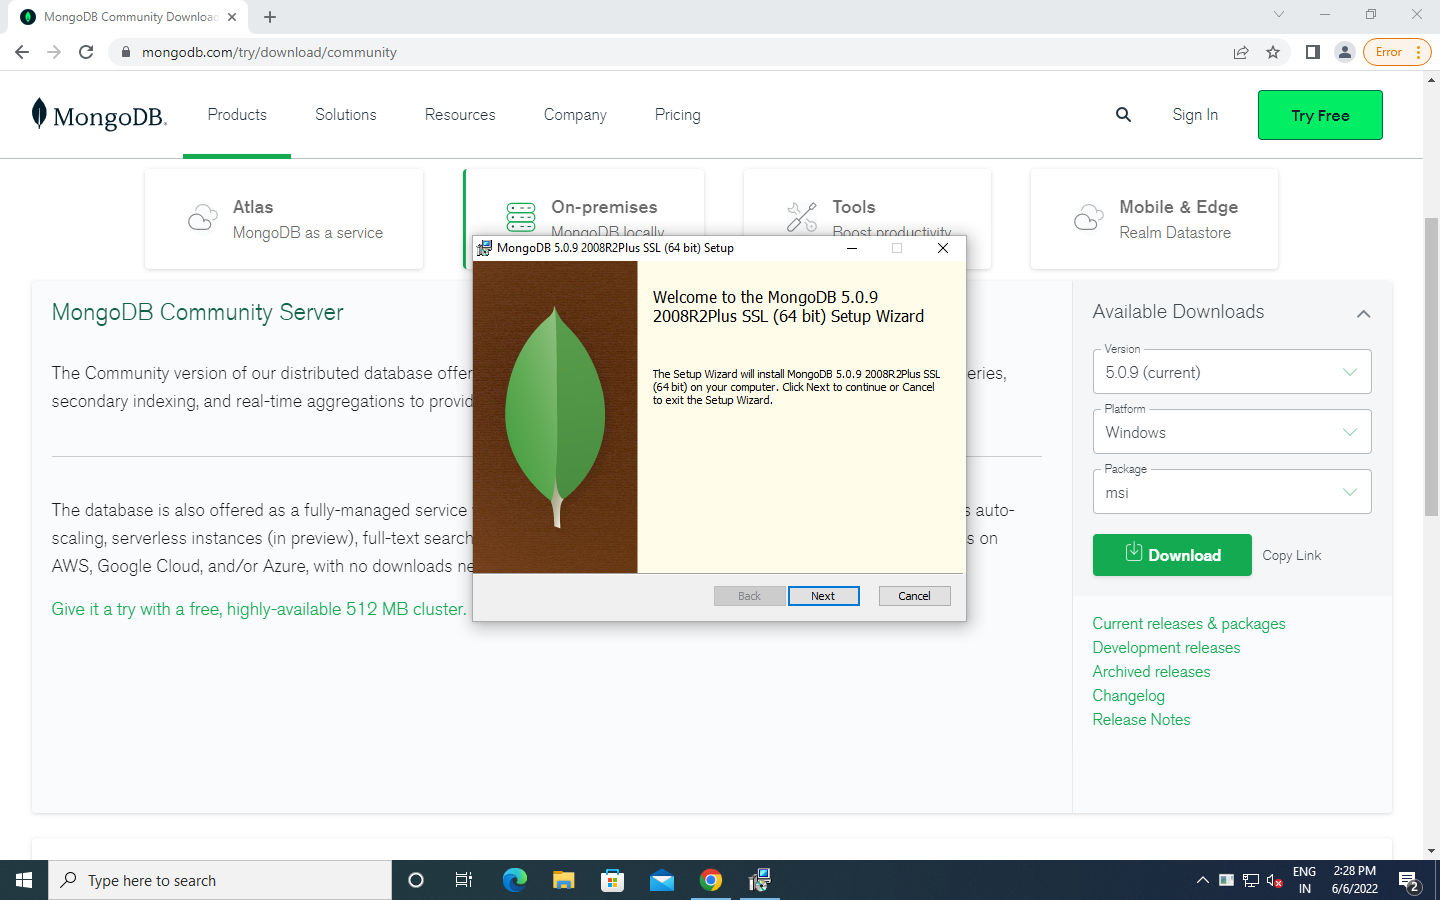 MongoDB Community Download
mongodb.com/try/download/community
Error
MongoDB.
Products
Solutions
Resources
Company
Pricing
Sign In
Try Free
Atlas
MongoDB as a service
On-premises
MongoDB locally
Tools
Boost productivity
Mobile & Edge
Realm Datastore
MongoDB Community Server
The Community version of our distributed database offer
eries,
secondary indexing, and real-time aggregations to provid
The database is also offered as a fully-managed service
s auto-
scaling, serverless instances (in preview), full-text search
s on
AWS, Google Cloud, and/or Azure, with no downloads ne
Give it a try with a free, highly-available 512 MB cluster.
MongoDB 5.0.9 2008R2Plus SSL (64 bit) Setup
Welcome to the MongoDB 5.0.9
2008R2Plus SSL (64 bit) Setup Wizard
The Setup Wizard will install MongoDB 5.0.9 2008R2Plus SSL
(64 bit) on your computer. Click Next to continue or Cancel
to exit the Setup Wizard.
Back
Next
Cancel
Available Downloads
Version
5.0.9 (current)
Platform
Windows
Package
msi
Download
Copy Link
Current releases & packages
Development releases
Archived releases
Changelog
Release Notes
Type here to search
ENG
IN
2:28 PM
6/6/2022
2